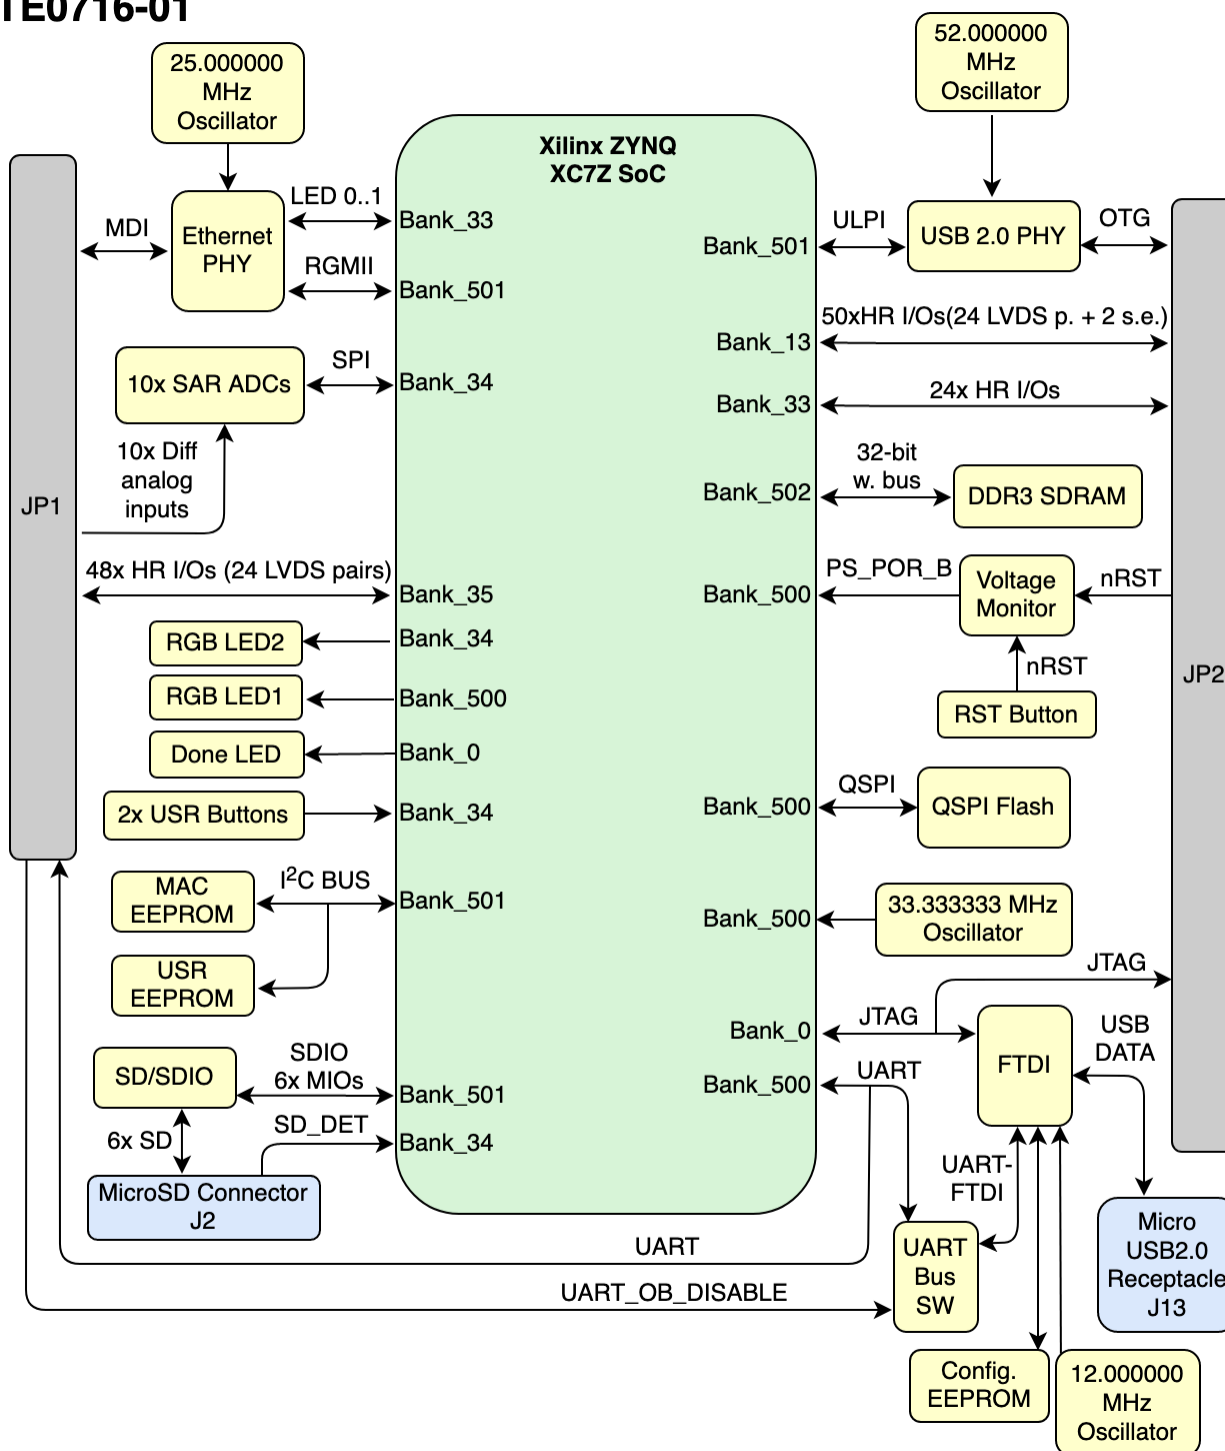 TE0716-01
25.000000
MHz
Oscillator
52.000000
MHz
Oscillator
Xilinx ZYNQ
XC7Z SoC
JP1
MDI
Ethernet
PHY
LED 0..1
Bank_33
RGMII
Bank_501
10x SAR ADCs
SPI
Bank_34
10x Diff
analog
inputs
48x HR I/Os (24 LVDS pairs)
Bank_35
RGB LED2
Bank_34
RGB LED1
Bank_500
Done LED
Bank_0
2x USR Buttons
Bank_34
MAC
EEPROM
I²C BUS
Bank_501
USR
EEPROM
SD/SDIO
SDIO
6x MIOs
Bank_501
6x SD
SD_DET
Bank_34
MicroSD Connector
J2
Bank_501
ULPI
USB 2.0 PHY
OTG
50xHR I/Os(24 LVDS p. + 2 s.e.)
Bank_13
24x HR I/Os
Bank_33
32-bit
w. bus
Bank_502
DDR3 SDRAM
PS_POR_B
Bank_500
Voltage
Monitor
nRST
nRST
RST Button
JP2
QSPI
Bank_500
QSPI Flash
Bank_500
33.333333 MHz
Oscillator
JTAG
Bank_0
JTAG
FTDI
USB
DATA
UART
Bank_500
UART-
FTDI
UART
Bus
SW
UART
UART_OB_DISABLE
Micro
USB2.0
Receptacle
J13
Config.
EEPROM
12.000000
MHz
Oscillator